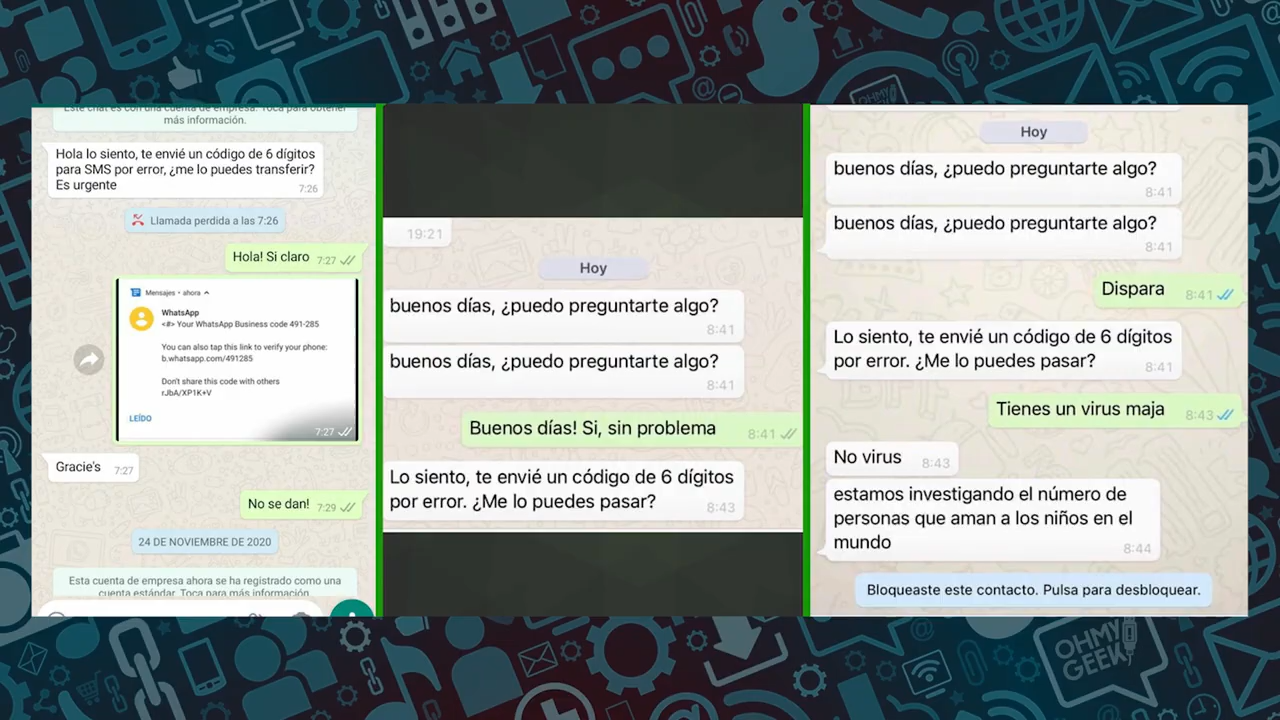 Este chat es con una cuenta de empresa. Toca para obtener
más información.
Hola lo siento, te envié un código de 6 dígitos
para SMS por error, ¿me lo puedes transferir?
Es urgente
7:26
Llamada perdida a las 7:26
Hola! Si claro 7:27
Mensajes • ahora
WhatsApp
<#> Your WhatsApp Business code 491-285
You can also tap this link to verify your phone:
b.whatsapp.com/491285
Don't share this code with others
rJbA/XP1K+V
LEÍDO
7:27
Gracie's 7:27
No se dan! 7:29
24 DE NOVIEMBRE DE 2020
Esta cuenta de empresa ahora se ha registrado como una
cuenta estándar. Toca para más información
19:21
Hoy
buenos días, ¿puedo preguntarte algo?
8:41
buenos días, ¿puedo preguntarte algo?
8:41
Buenos días! Si, sin problema 8:41
Lo siento, te envié un código de 6 dígitos
por error. ¿Me lo puedes pasar?
8:43
Hoy
buenos días, ¿puedo preguntarte algo?
8:41
buenos días, ¿puedo preguntarte algo?
8:41
Dispara 8:41
Lo siento, te envié un código de 6 dígitos
por error. ¿Me lo puedes pasar?
8:41
Tienes un virus maja 8:43
No virus 8:43
estamos investigando el número de
personas que aman a los niños en el
mundo
8:44
Bloqueaste este contacto. Pulsa para desbloquear.
OHMY
GEEK!
OHMY
GEEK!